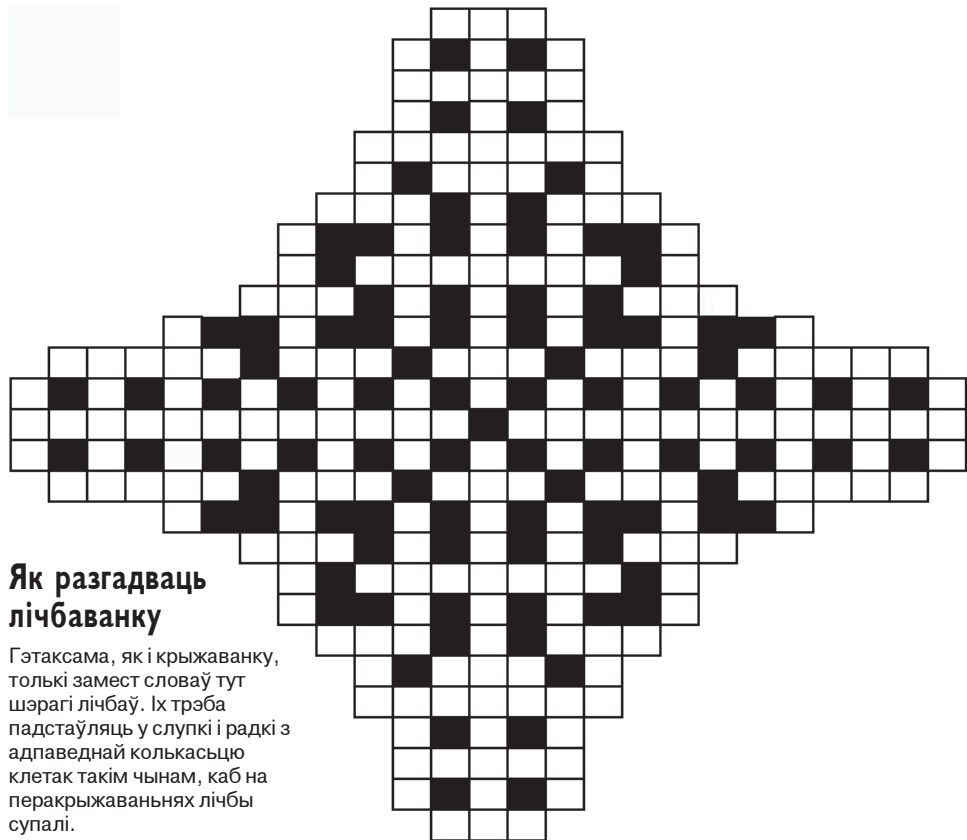 Як разгадваць
лічбаванку
Гэтаксама, як і крыжаванку,
толькі замест словаў тут
шэрагі лічбаў. Іх трэба
падстаўляць у слупкі і радкі з
адпаведнай колькасьцю
клетак такім чынам, каб на
перакрыжаваньнях лічбы
супалі.